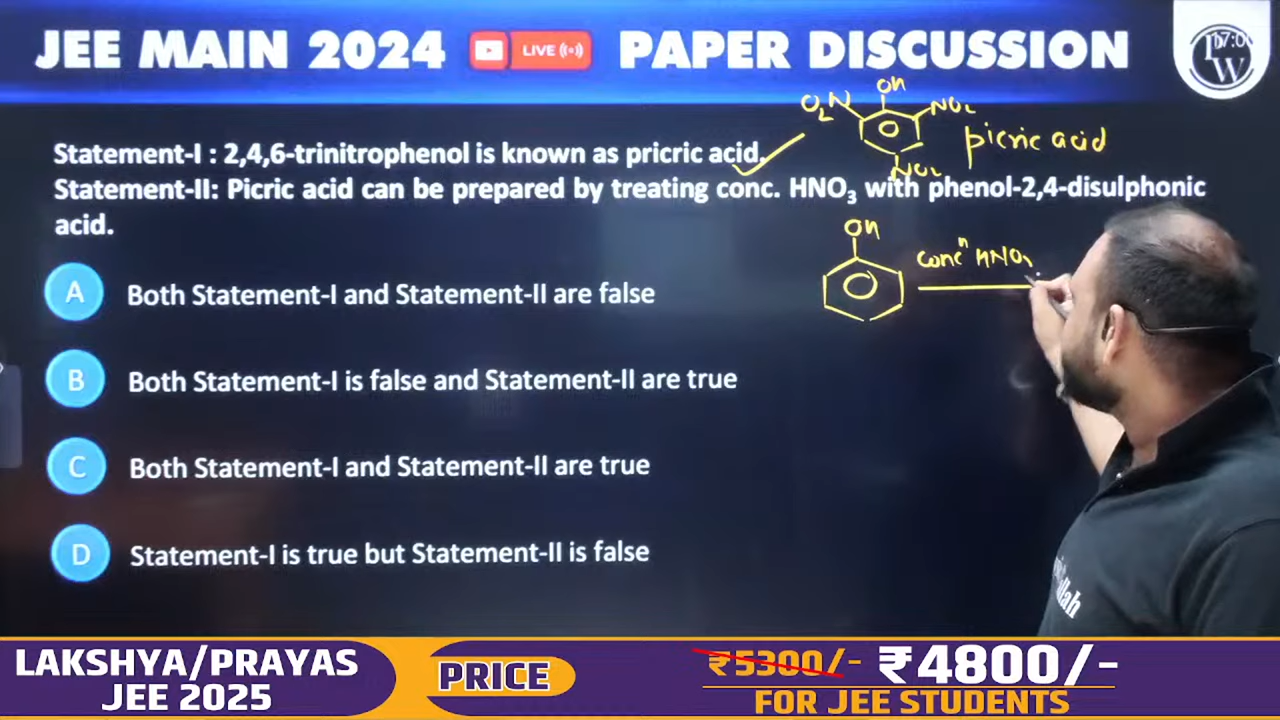 JEE MAIN 2024 LIVE PAPER DISCUSSION
17:0
P
W
OH
O2N
NO2
picric acid
NO2
Statement-I : 2,4,6-trinitrophenol is known as pricric acid.
Statement-II: Picric acid can be prepared by treating conc. HNO3 with phenol-2,4-disulphonic
acid.
OH
concn HNO3
A Both Statement-I and Statement-II are false
B Both Statement-I is false and Statement-II are true
C Both Statement-I and Statement-II are true
D Statement-I is true but Statement-II is false
LAKSHYA/PRAYAS
JEE 2025
PRICE
₹5300/- ₹4800/-
FOR JEE STUDENTS